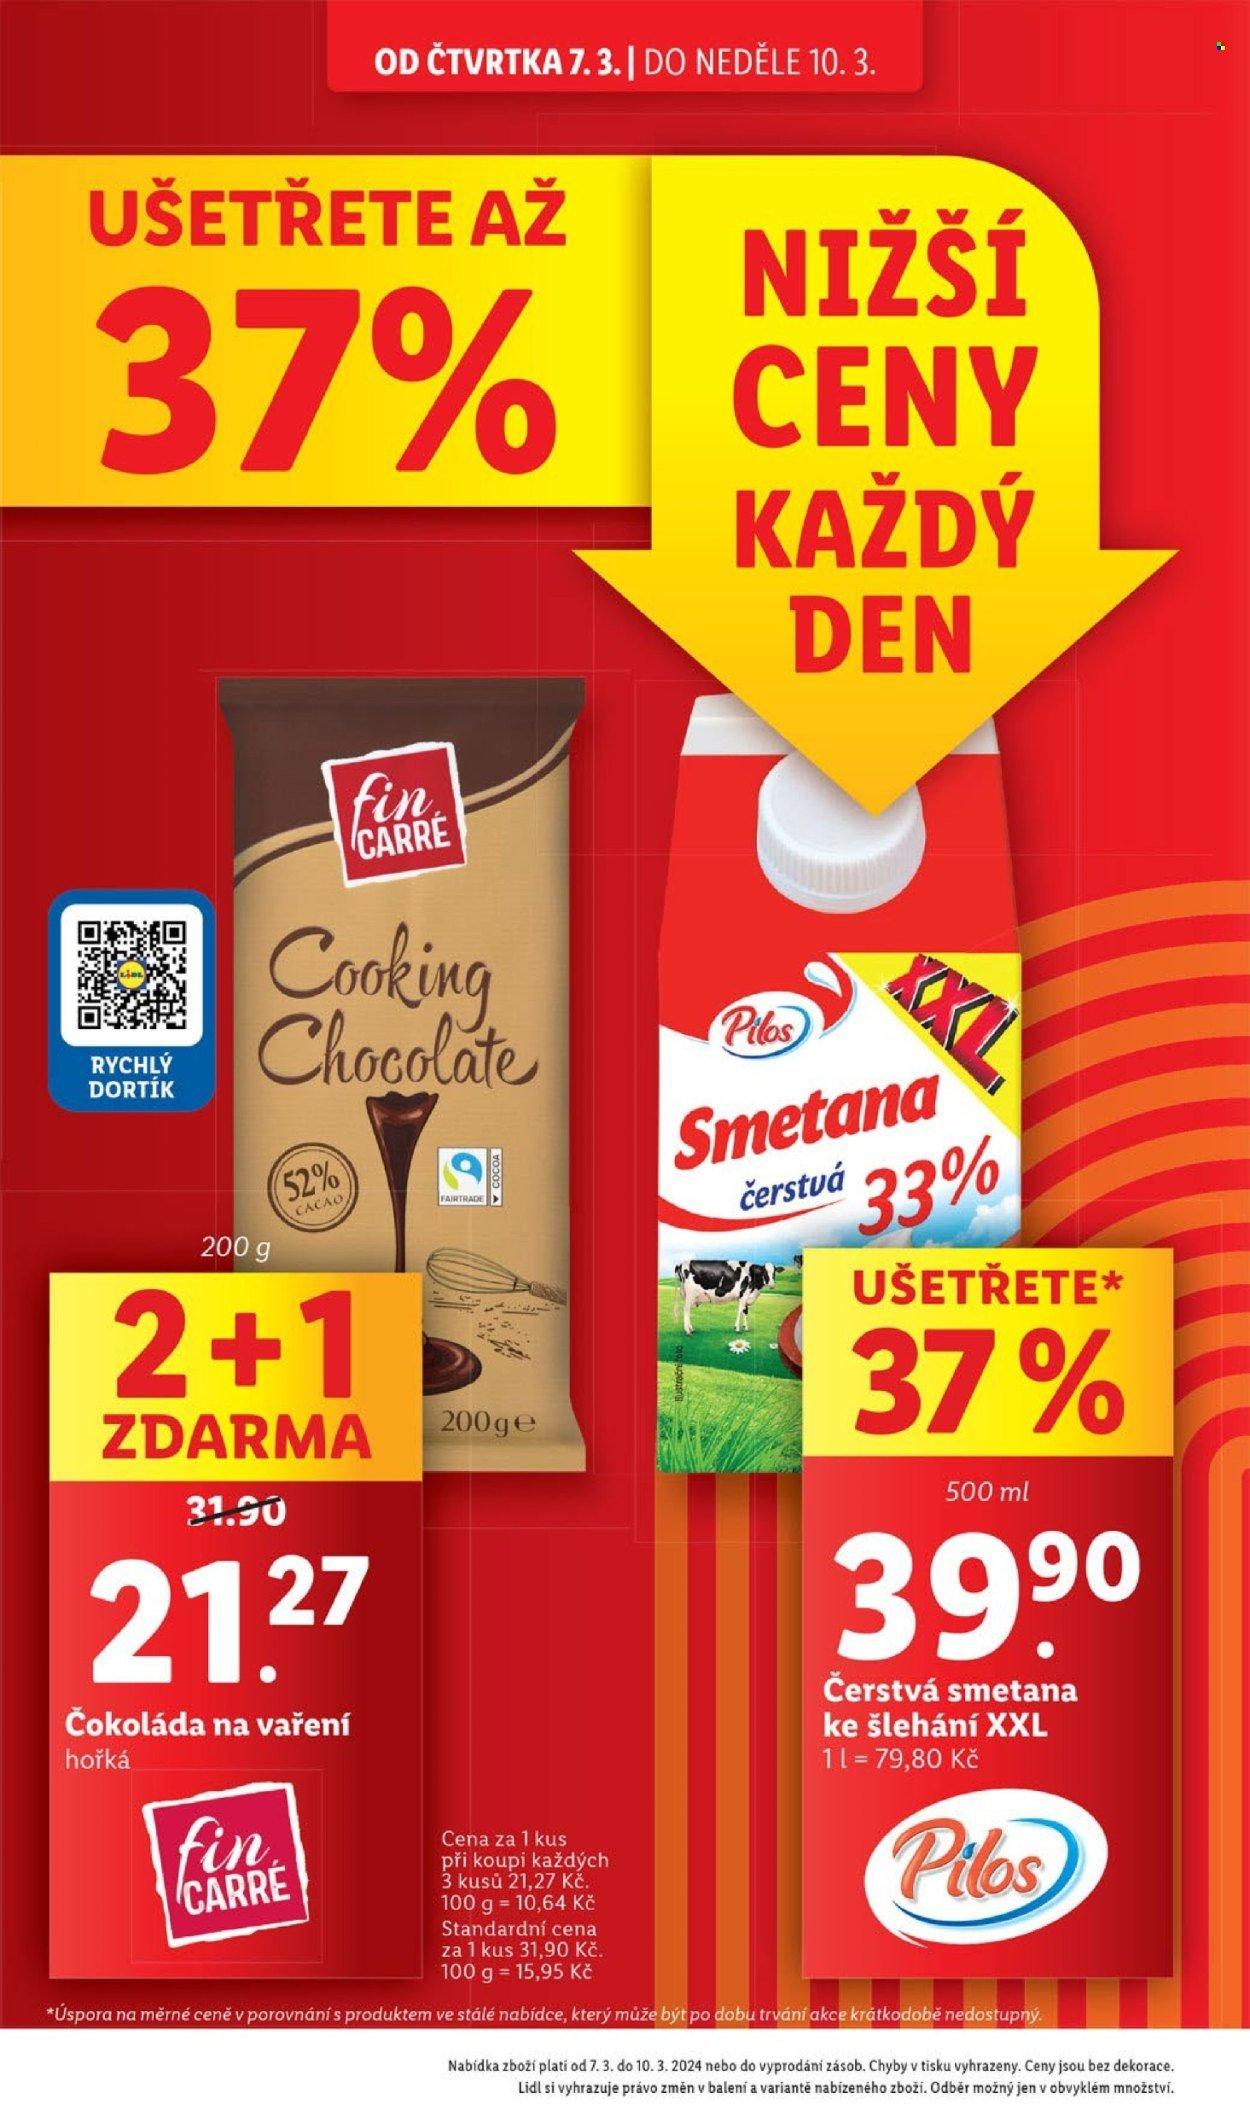 OD ČTVRTKA 7. 3. | DO NEDĚLE 10. 3.
UŠETŘETE AŽ
37%
NIŽŠÍ
CENY
KAŽDÝ
DEN
fin
CARRÉ
Cooking
Chocolate
52%
CACAO
FAIRTRADE
COCOA
200g e
LIDL
RYCHLÝ
DORTÍK
XXL
Pilos
Smetana
čerstvá 33%
Ilustrační foto
200 g
2+1
ZDARMA
31.90
21.27
Čokoláda na vaření
hořká
fin
CARRÉ
Cena za 1 kus
při koupi každých
3 kusů 21,27 Kč.
100 g = 10,64 Kč
Standardní cena
za 1 kus 31,90 Kč.
100 g = 15,95 Kč
UŠETŘETE*
37 %
500 ml
39.90
Čerstvá smetana
ke šlehání XXL
1 l = 79,80 Kč
Pilos
*Úspora na měrné ceně v porovnání s produktem ve stálé nabídce, který může být po dobu trvání akce krátkodobě nedostupný.
Nabídka zboží platí od 7. 3. do 10. 3. 2024 nebo do vyprodání zásob. Chyby v tisku vyhrazeny. Ceny jsou bez dekorace.
Lidl si vyhrazuje právo změn v balení a variantě nabízeného zboží. Odběr možný jen v obvyklém množství.